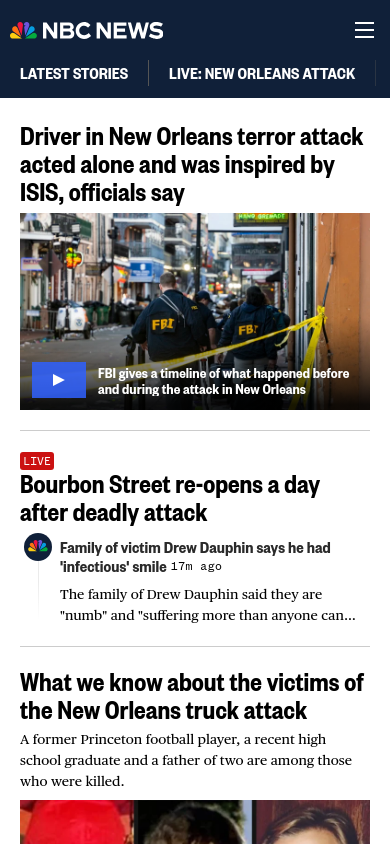 NBC NEWS
LATEST STORIES
LIVE: NEW ORLEANS ATTACK
Driver in New Orleans terror attack
acted alone and was inspired by
ISIS, officials say
FBI
FBI
FBI gives a timeline of what happened before
and during the attack in New Orleans
LIVE
Bourbon Street re-opens a day
after deadly attack
Family of victim Drew Dauphin says he had
'infectious' smile 17m ago
The family of Drew Dauphin said they are
"numb" and "suffering more than anyone can...
What we know about the victims of
the New Orleans truck attack
A former Princeton football player, a recent high
school graduate and a father of two are among those
who were killed.